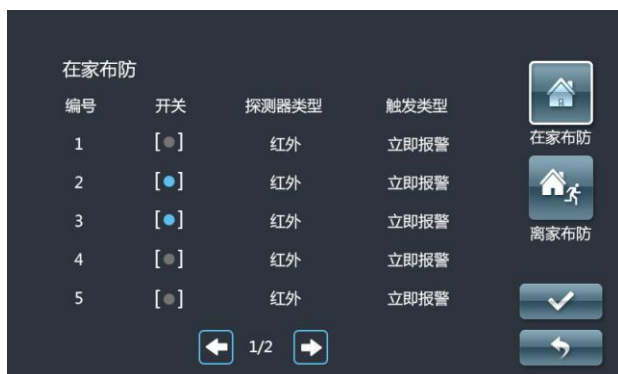 在家布防
编号 开关 探测器类型 触发类型
1 [●] 红外 立即报警
2 [●] 红外 立即报警
3 [●] 红外 立即报警
4 [●] 红外 立即报警
5 [●] 红外 立即报警
1/2
在家布防
离家布防